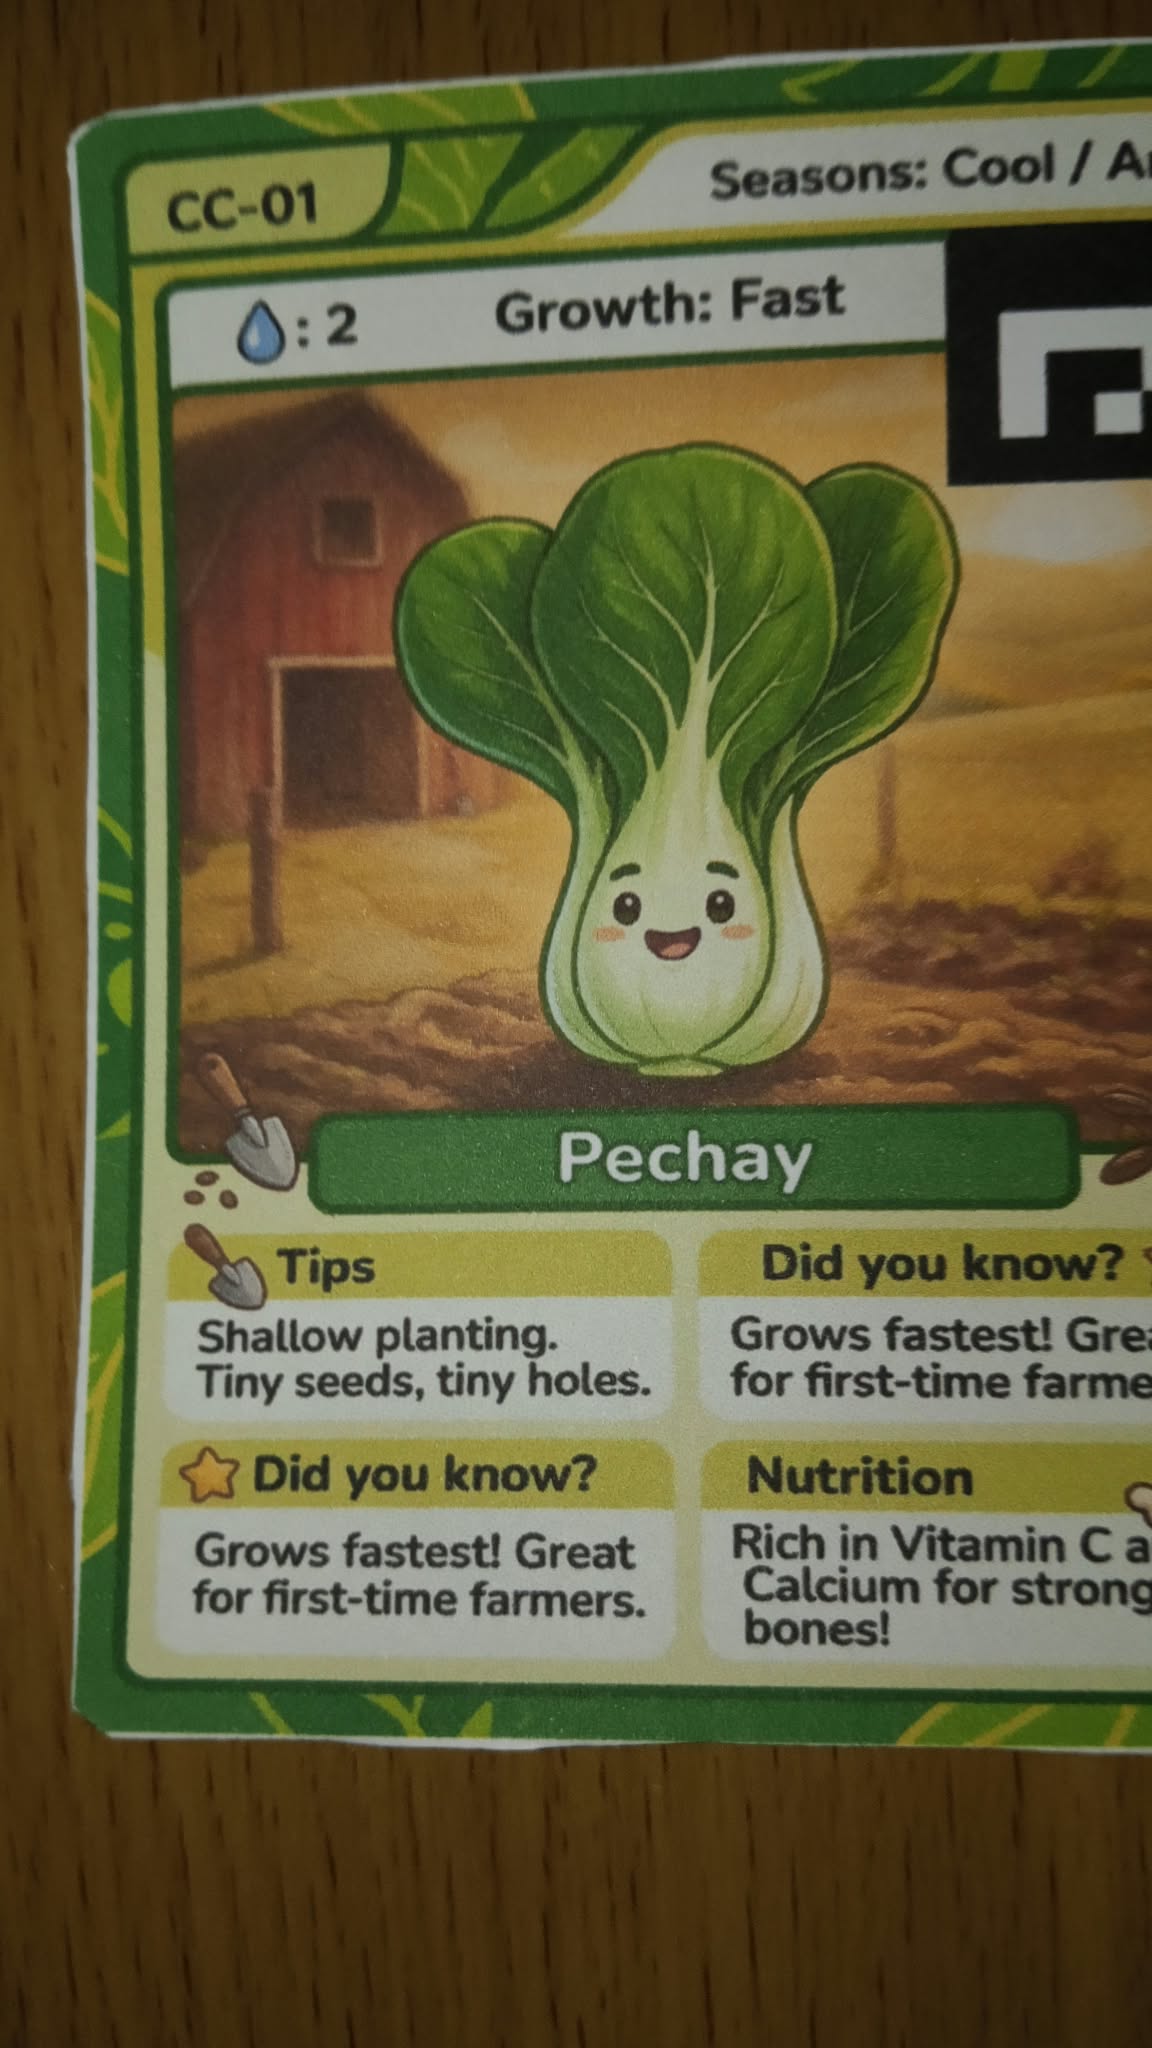 CC-01
Seasons: Cool /
: 2
Growth: Fast
Pechay
Tips
Shallow planting.
Tiny seeds, tiny holes.
Did you know?
Grows fastest!
for first-time
Did you know?
Grows fastest! Great
for first-time farmers.
Nutrition
Rich in Vitamin C
Calcium for strong
bones!